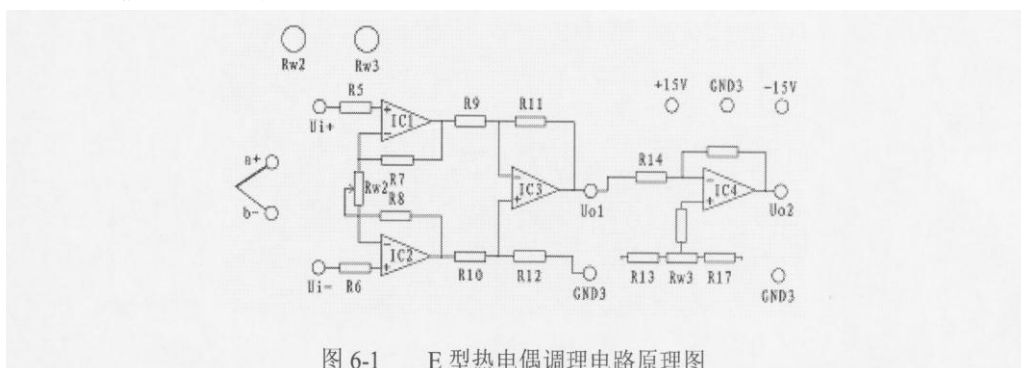 Rw2 Rw3
+15V GND3 -15V
R5 R9 R11
Ui+ IC1
R14
a+ R7
Rw2 IC3 IC4
R8 Uo1 Uo2
b- IC2
Ui- R6 R10 R12 R13 Rw3 R17
GND3 GND3
图 6-1 E 型热电偶调理电路原理图